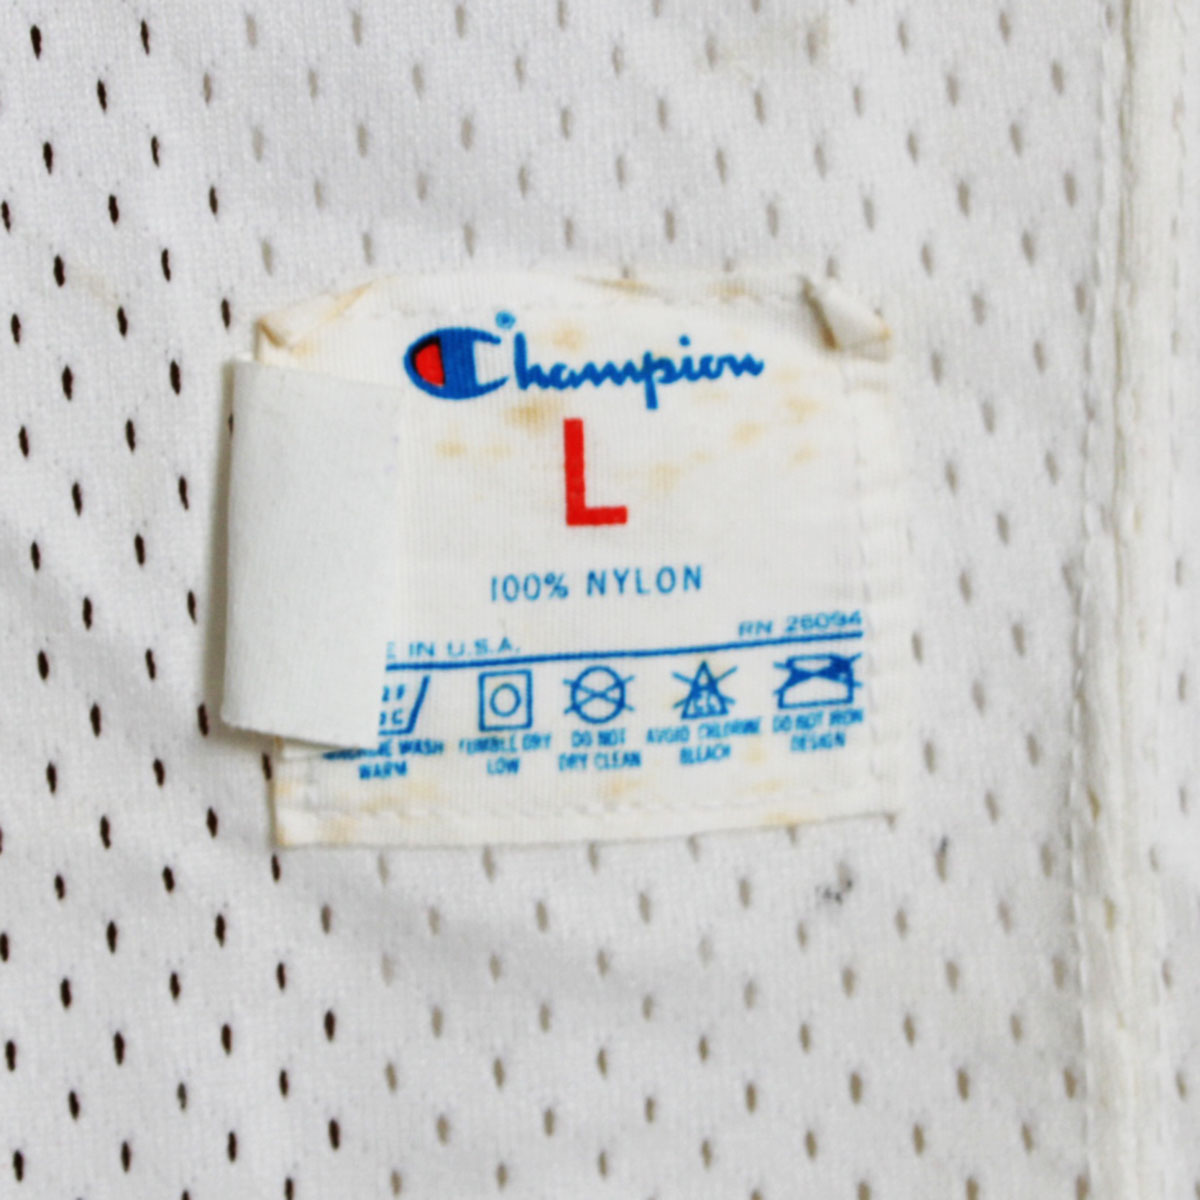 Champion®
L
100% NYLON
E IN U.S.A. RN 26094
WASH WARM
TUMBLE DRY LOW
DO NOT DRY CLEAN
AVOID CHLORINE BLEACH
DO NOT IRON DESIGN